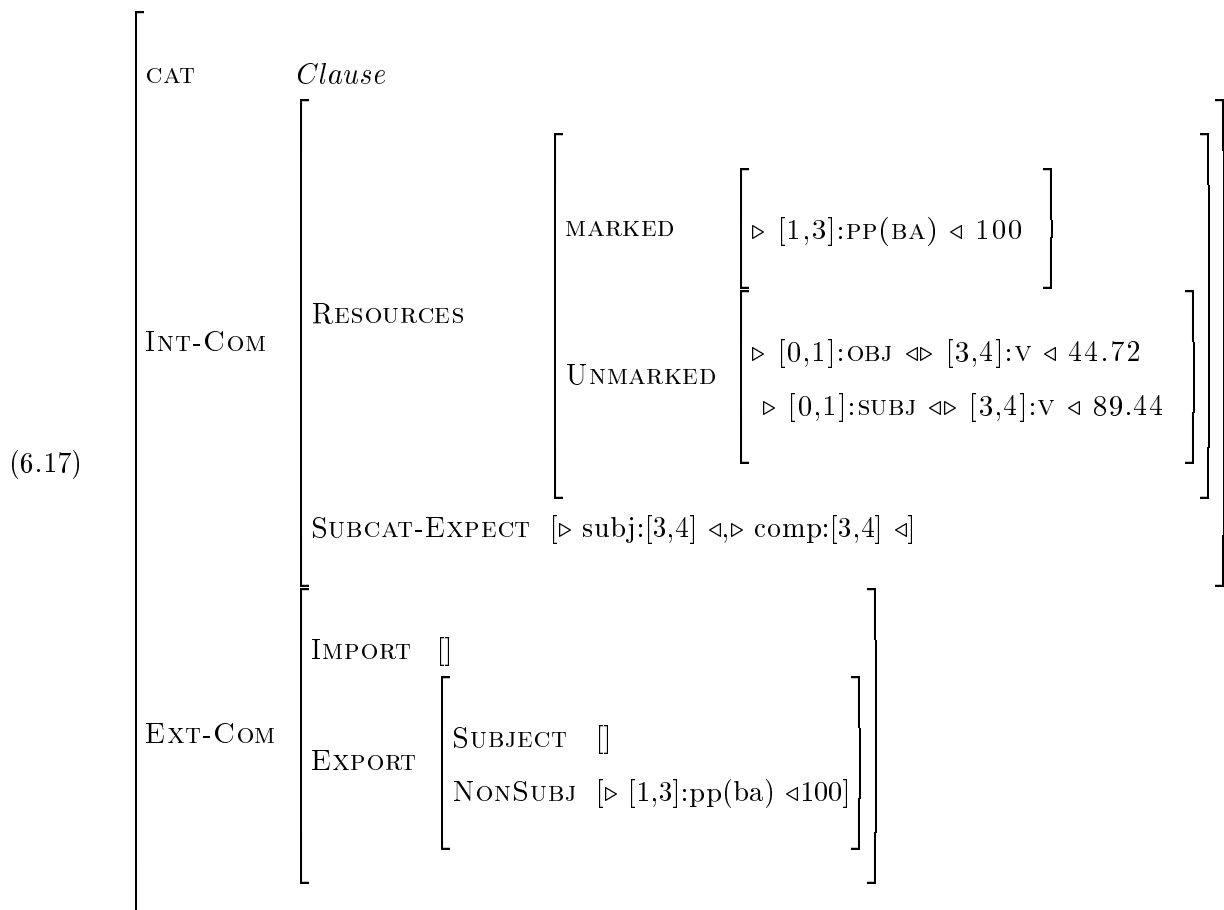 CAT Clause
MARKED ▹ [1,3]:PP(BA) ◃ 100
RESOURCES
INT-COM
UNMARKED ▹ [0,1]:OBJ ◃▹ [3,4]:V ◃ 44.72
▹ [0,1]:SUBJ ◃▹ [3,4]:V ◃ 89.44
(6.17)
SUBCAT-EXPECT [▹ subj:[3,4] ◃,▹ comp:[3,4] ◃]
IMPORT []
EXT-COM
SUBJECT []
EXPORT
NONSUBJ [▹ [1,3]:pp(ba) ◃100]